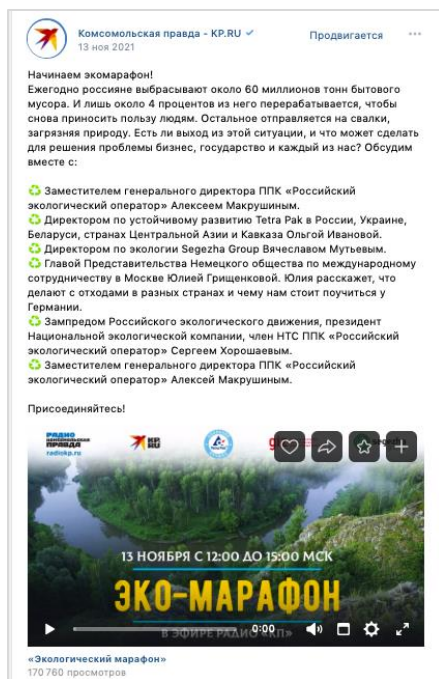 Комсомольская правда - KP.RU
Продвигается
13 ноя 2021
Начинаем экомарафон!
Ежегодно россияне выбрасывают около 60 миллионов тонн бытового
мусора. И лишь около 4 процентов из него перерабатывается, чтобы
снова приносить пользу людям. Остальное отправляется на свалки,
загрязняя природу. Есть ли выход из этой ситуации, и что может сделать
для решения проблемы бизнес, государство и каждый из нас? Обсудим
вместе с:
♻ Заместителем генерального директора ППК «Российский
экологический оператор» Алексеем Макрушиным.
♻ Директором по устойчивому развитию Tetra Pak в России, Украине,
Беларуси, странах Центральной Азии и Кавказа Ольгой Ивановой.
♻ Директором по экологии Segezha Group Вячеславом Мутьевым.
♻ Главой Представительства Немецкого общества по международному
сотрудничеству в Москве Юлией Грищенковой. Юлия расскажет, что
делают с отходами в разных странах и чему нам стоит поучиться у
Германии.
♻ Зампредом Российского экологического движения, президент
Национальной экологической компании, член НТС ППК «Российский
экологический оператор» Сергеем Хорошаевым.
♻ Заместителем генерального директора ППК «Российский
экологический оператор» Алексей Макрушиным.
Присоединяйтесь!
РАДИО
КОМСОМОЛЬСКАЯ
ПРАВДА
radiokp.ru
KP.
RU
13 НОЯБРЯ С 12:00 ДО 15:00 МСК
ЭКО-МАРАФОН
0:00
В ЭФИРЕ РАДИО «КП»
«Экологический марафон»
170 760 просмотров